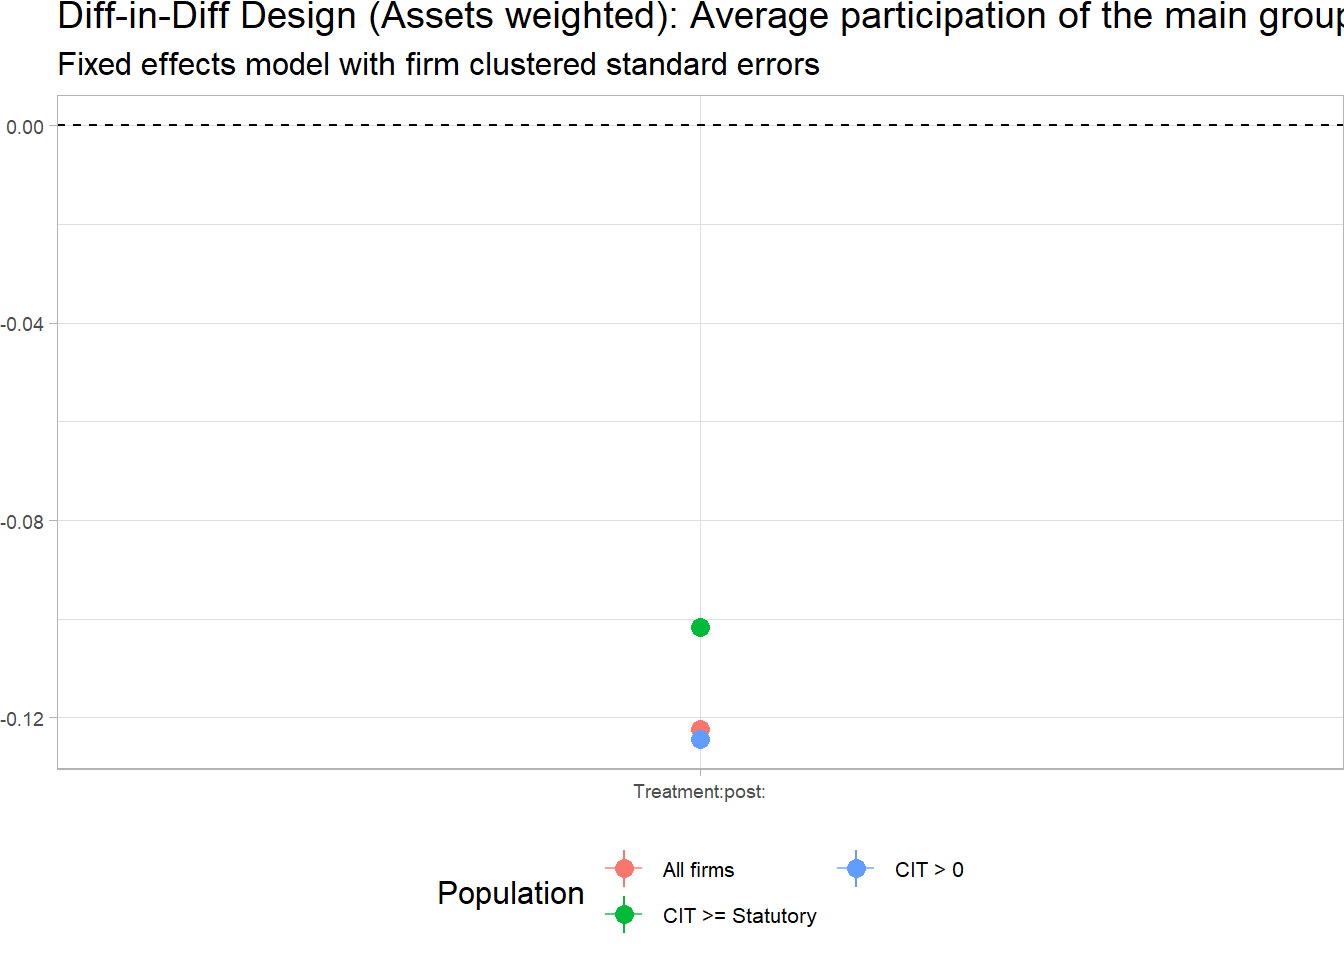 Diff-in-Diff Design (Assets weighted): Average participation of the main group
Fixed effects model with firm clustered standard errors
0.00
-0.04
-0.08
-0.12
Treatment:post:
Population
All firms
CIT > 0
CIT >= Statutory